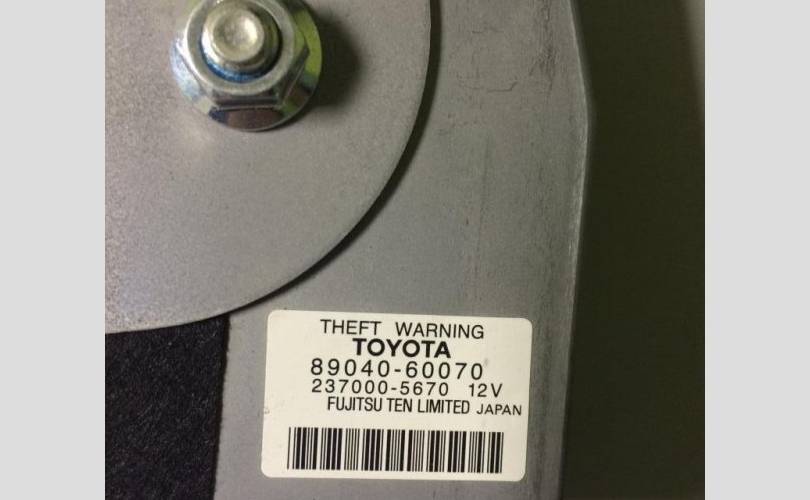 THEFT WARNING
TOYOTA
89040-60070
237000-5670 12V
FUJITSU TEN LIMITED JAPAN